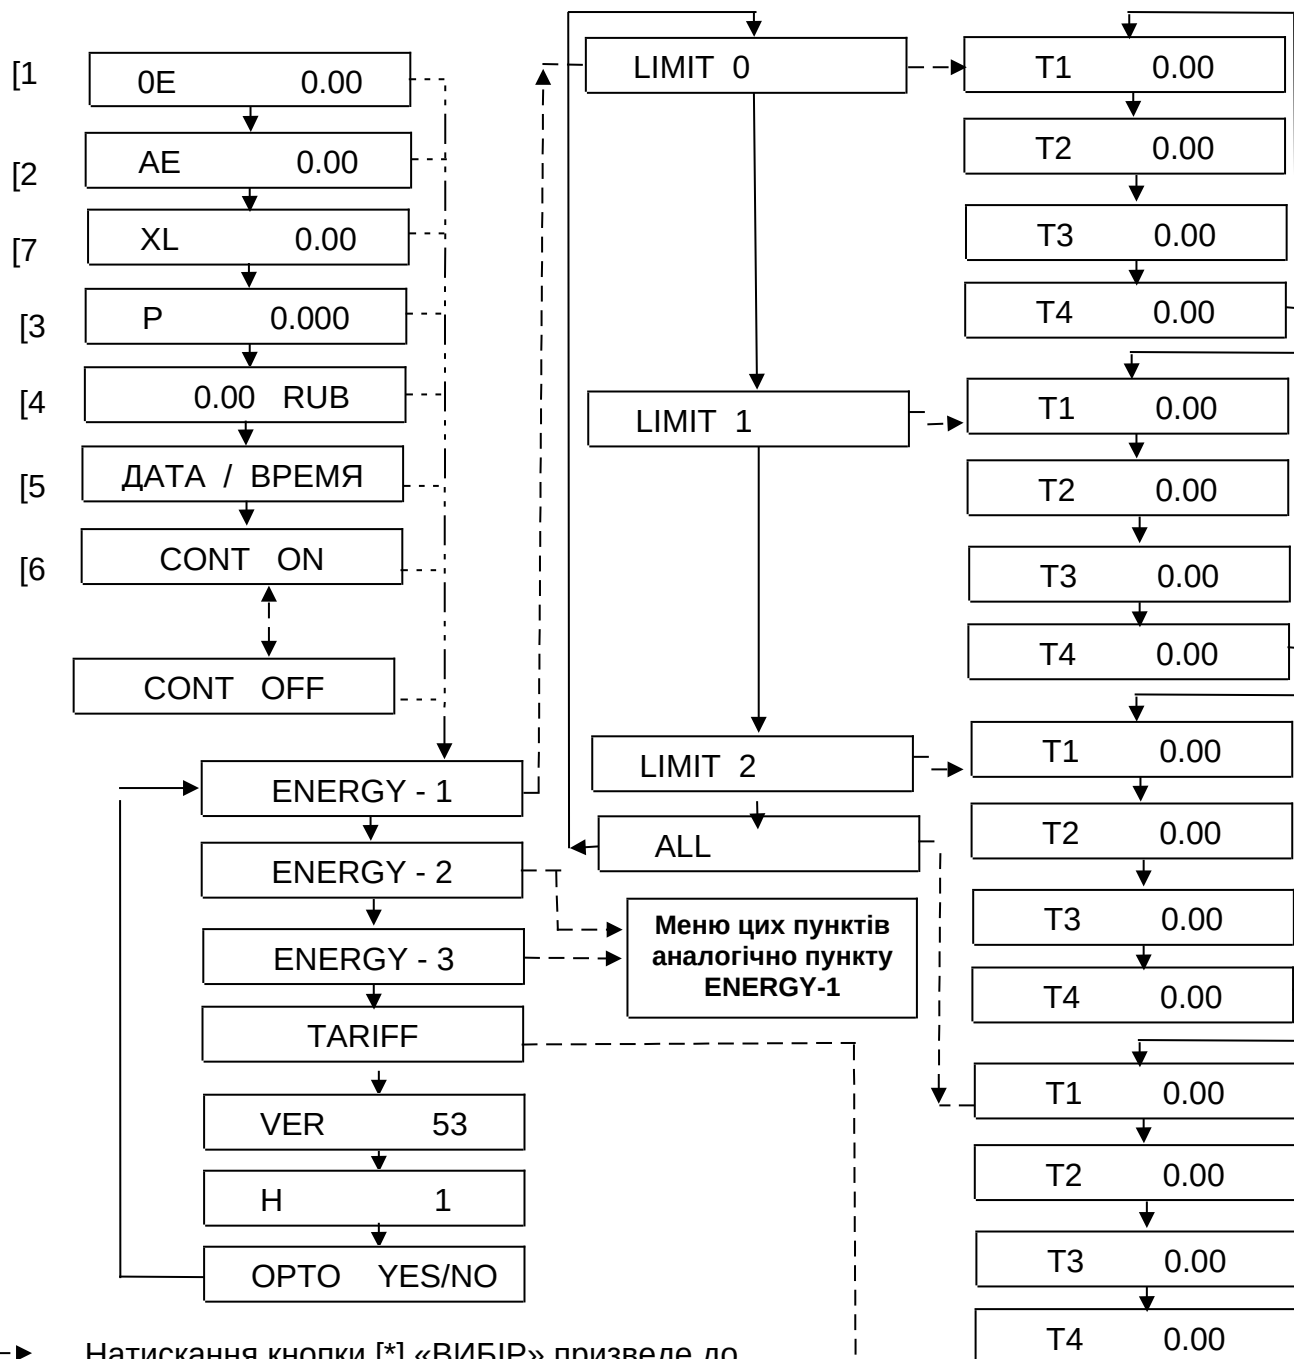 [1
0E 0.00
[2
AE 0.00
[7
XL 0.00
[3
P 0.000
[4
0.00 RUB
[5
ДАТА / ВРЕМЯ
[6
CONT ON
CONT OFF
ENERGY - 1
ENERGY - 2
ENERGY - 3
TARIFF
VER 53
H 1
OPTO YES/NO
LIMIT 0
LIMIT 1
LIMIT 2
ALL
Меню цих пунктів
аналогічно пункту
ENERGY-1
T1 0.00
T2 0.00
T3 0.00
T4 0.00
T1 0.00
T2 0.00
T3 0.00
T4 0.00
T1 0.00
T2 0.00
T3 0.00
T4 0.00
T1 0.00
T2 0.00
T3 0.00
T4 0.00
Натискання кнопки [*] «ВИБІР» призведе до